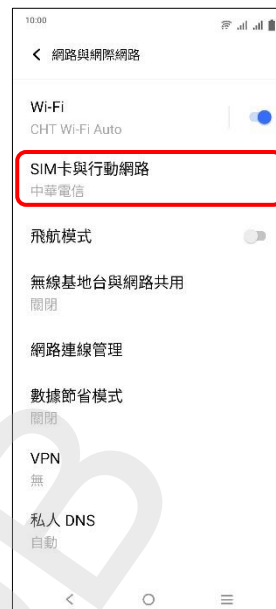 10:00
網路與網際網路
Wi-Fi
CHT Wi-Fi Auto
SIM卡與行動網路
中華電信
飛航模式
無線基地台與網路共用
關閉
網路連線管理
數據節省模式
關閉
VPN
無
私人 DNS
自動